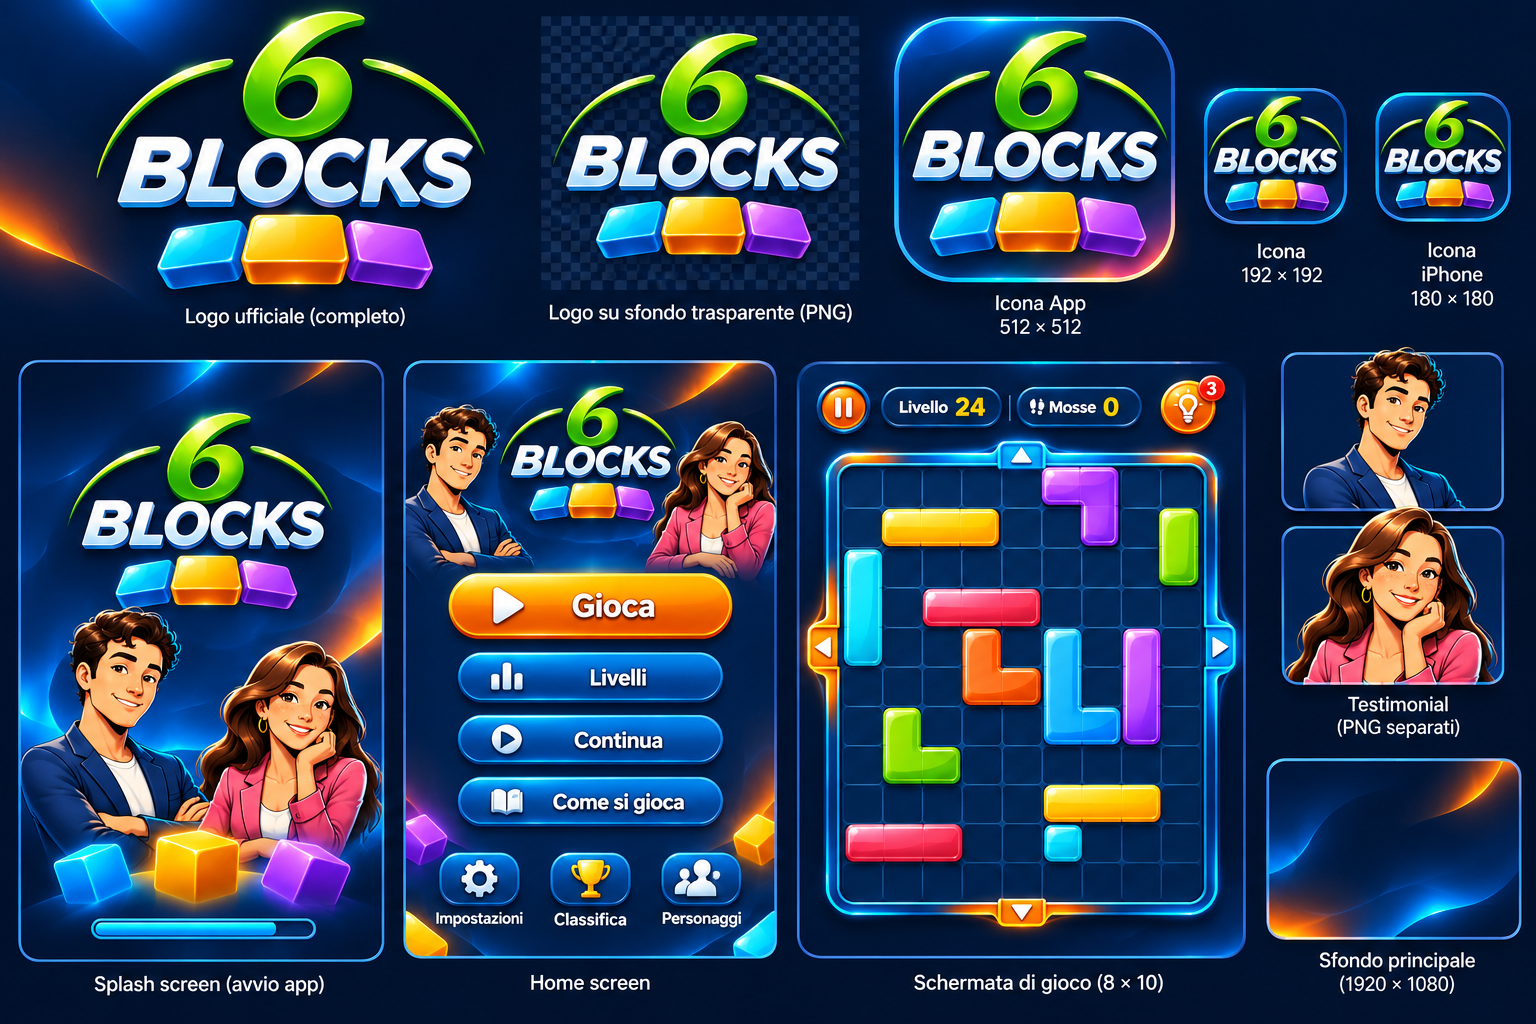 6
BLOCKS
Logo ufficiale (completo)
6
BLOCKS
Logo su sfondo trasparente (PNG)
6
BLOCKS
Icona App
512 × 512
6
BLOCKS
Icona
192 × 192
6
BLOCKS
Icona
iPhone
180 × 180
6
BLOCKS
Splash screen (avvio app)
6
BLOCKS
Gioca
Livelli
Continua
Come si gioca
Impostazioni
Classifica
Personaggi
Home screen
Livello 24
Mosse 0
3
Schermata di gioco (8 × 10)
Testimonial
(PNG separati)
Sfondo principale
(1920 × 1080)